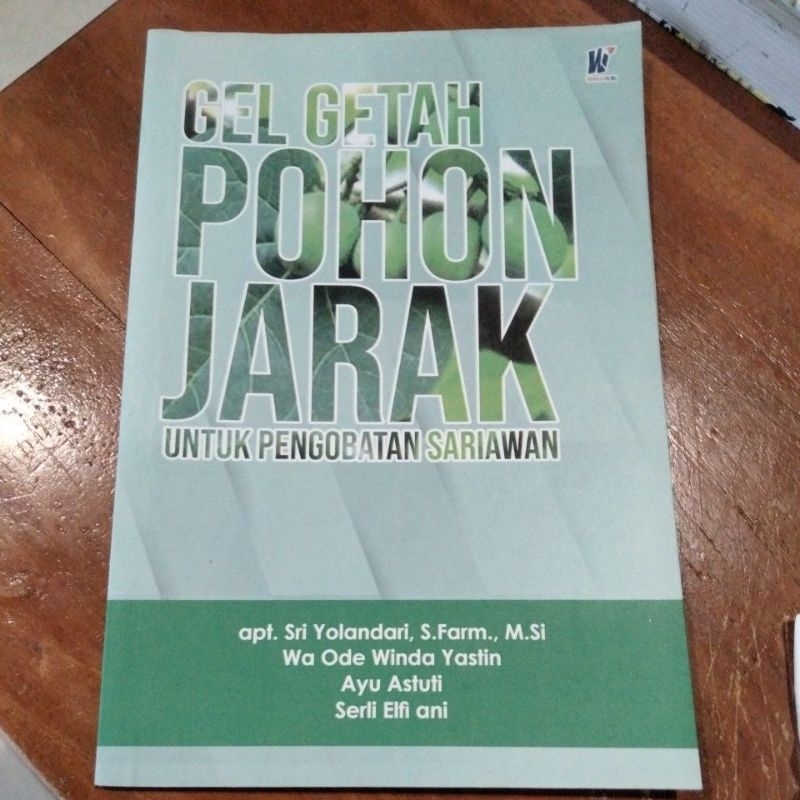 GEL GETAH
POHON
JARAK
UNTUK PENGOBATAN SARIAWAN
apt. Sri Yolandari, S.Farm., M.Si
Wa Ode Winda Yastin
Ayu Astuti
Serli Elfi ani